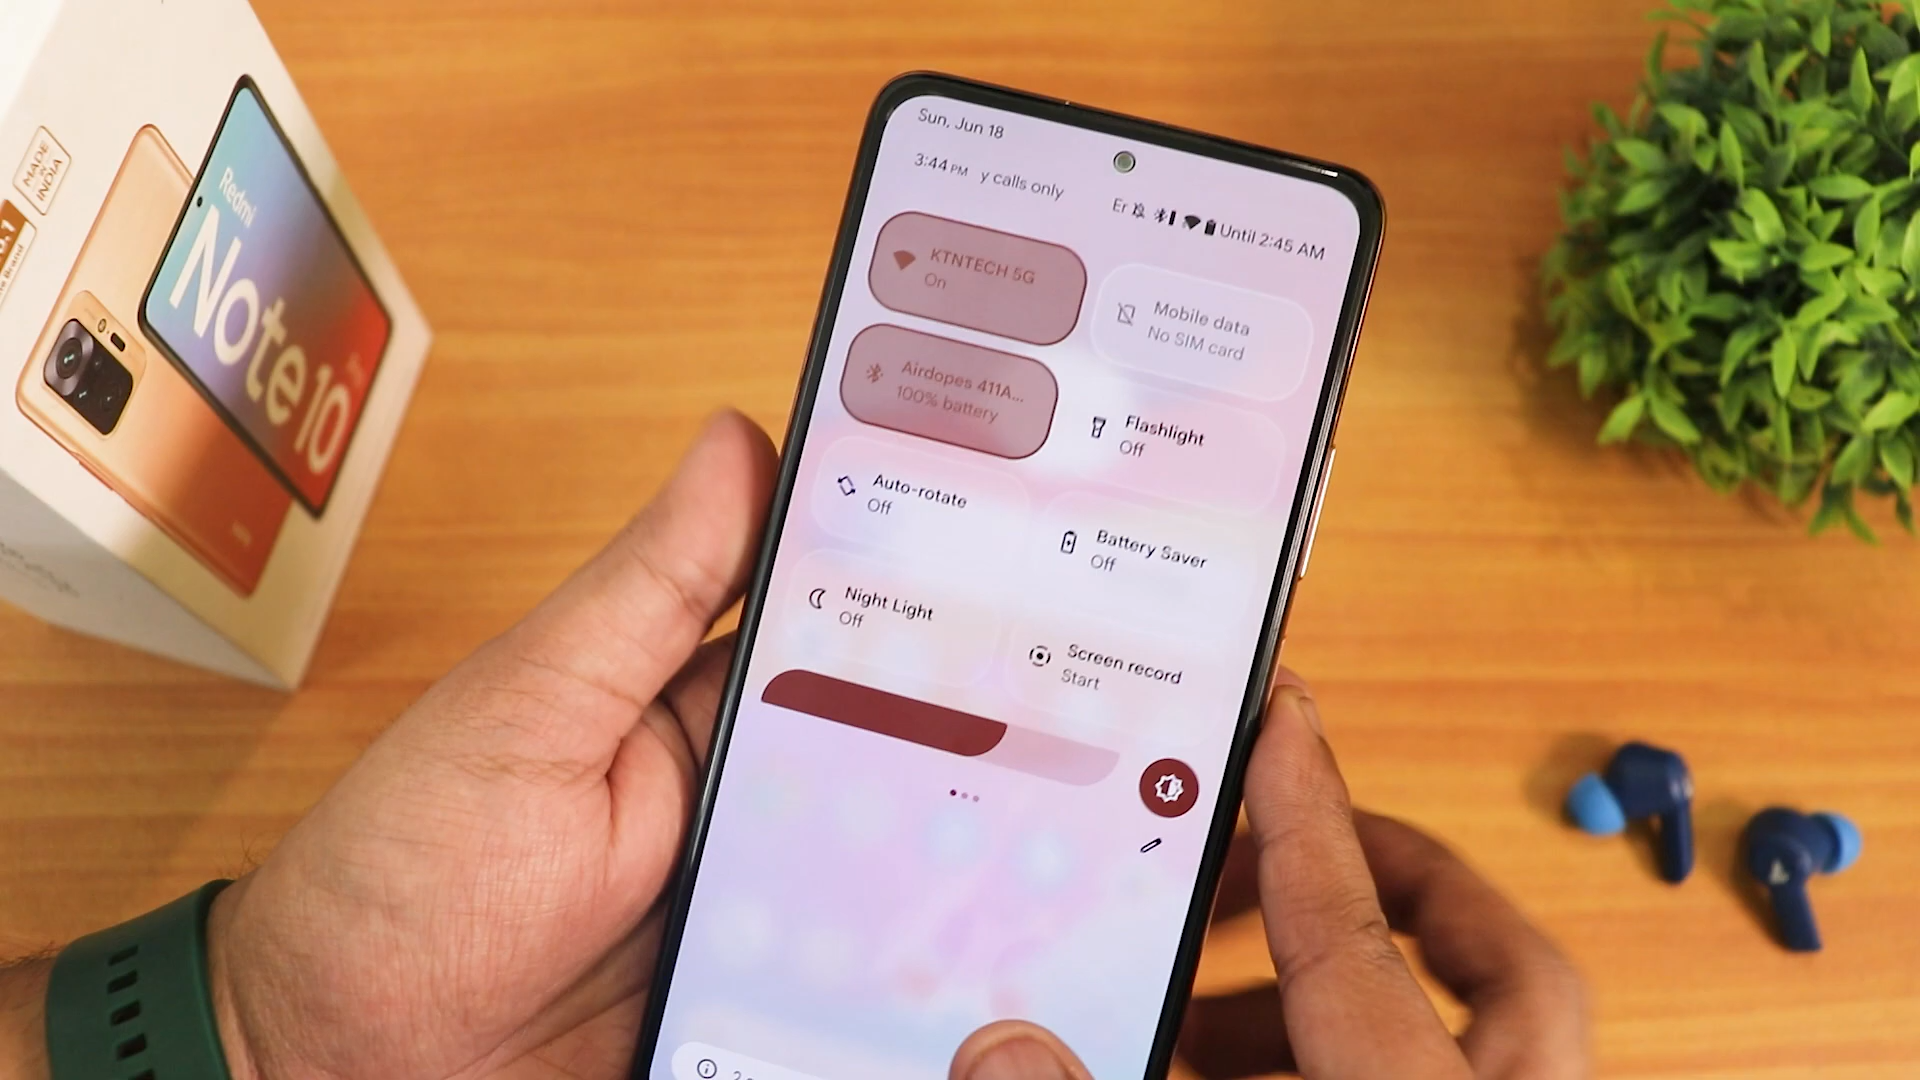 MADE
IN
INDIA
Redmi
Note 10
Sun, Jun 18
3:44 PM y calls only
Er Until 2:45 AM
KTNTECH 5G
On
Mobile data
No SIM card
Airdopes 411A...
100% battery
Flashlight
Off
Auto-rotate
Off
Battery Saver
Off
Night Light
Off
Screen record
Start